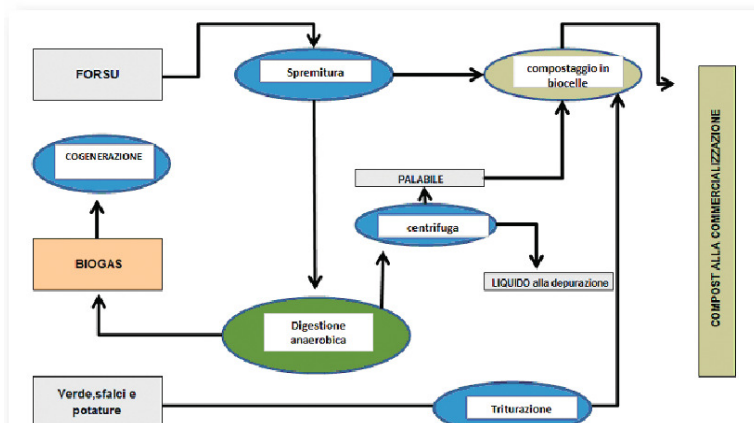 FORSU
Spremitura
compostaggio in
biocelle
COGENERAZIONE
PALABILE
centrifuga
BIOGAS
LIQUIDO alla depurazione
Digestione
anaerobica
Verde,sfalci e
potature
Triturazione
COMPOST ALLA COMMERCIALIZZAZIONE